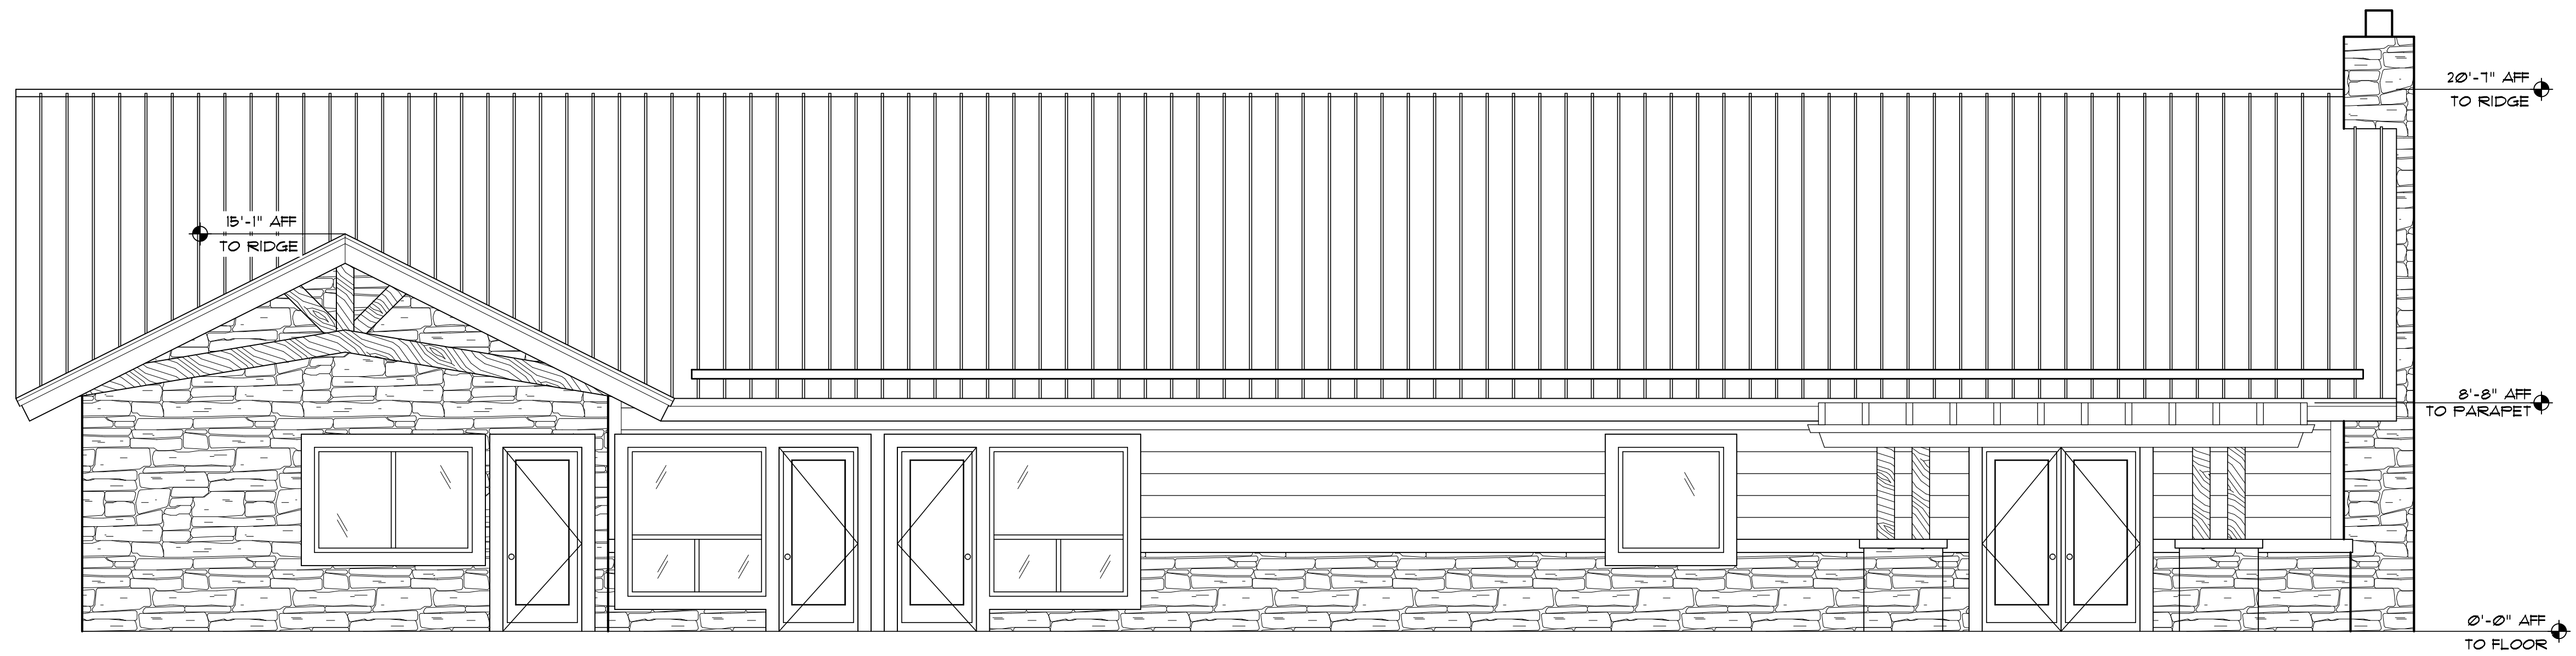 20'-7" AFF
TO RIDGE
15'-1" AFF
TO RIDGE
8'-8" AFF
TO PARAPET
0'-0" AFF
TO FLOOR